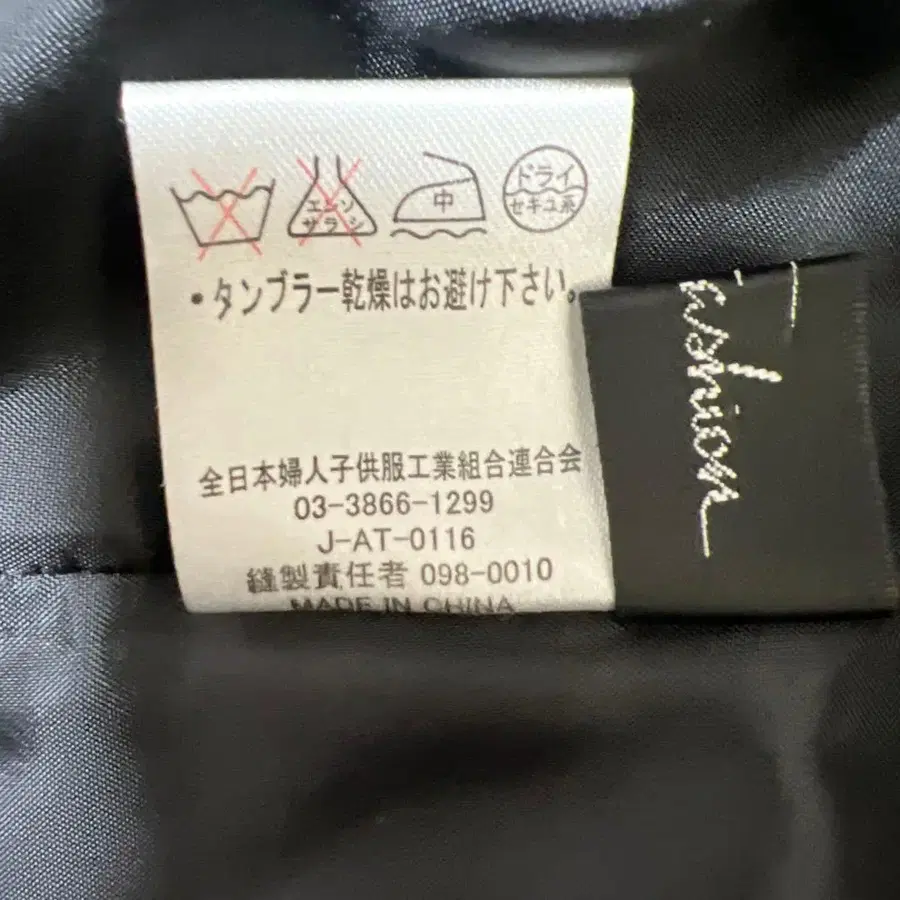 エンソ
サラシ
中
ドライ
セキユ系
・タンブラー乾燥はお避け下さい。
全日本婦人子供服工業組合連合会
03-3866-1299
J-AT-0116
縫製責任者 098-0010
MADE IN CHINA
Fashion